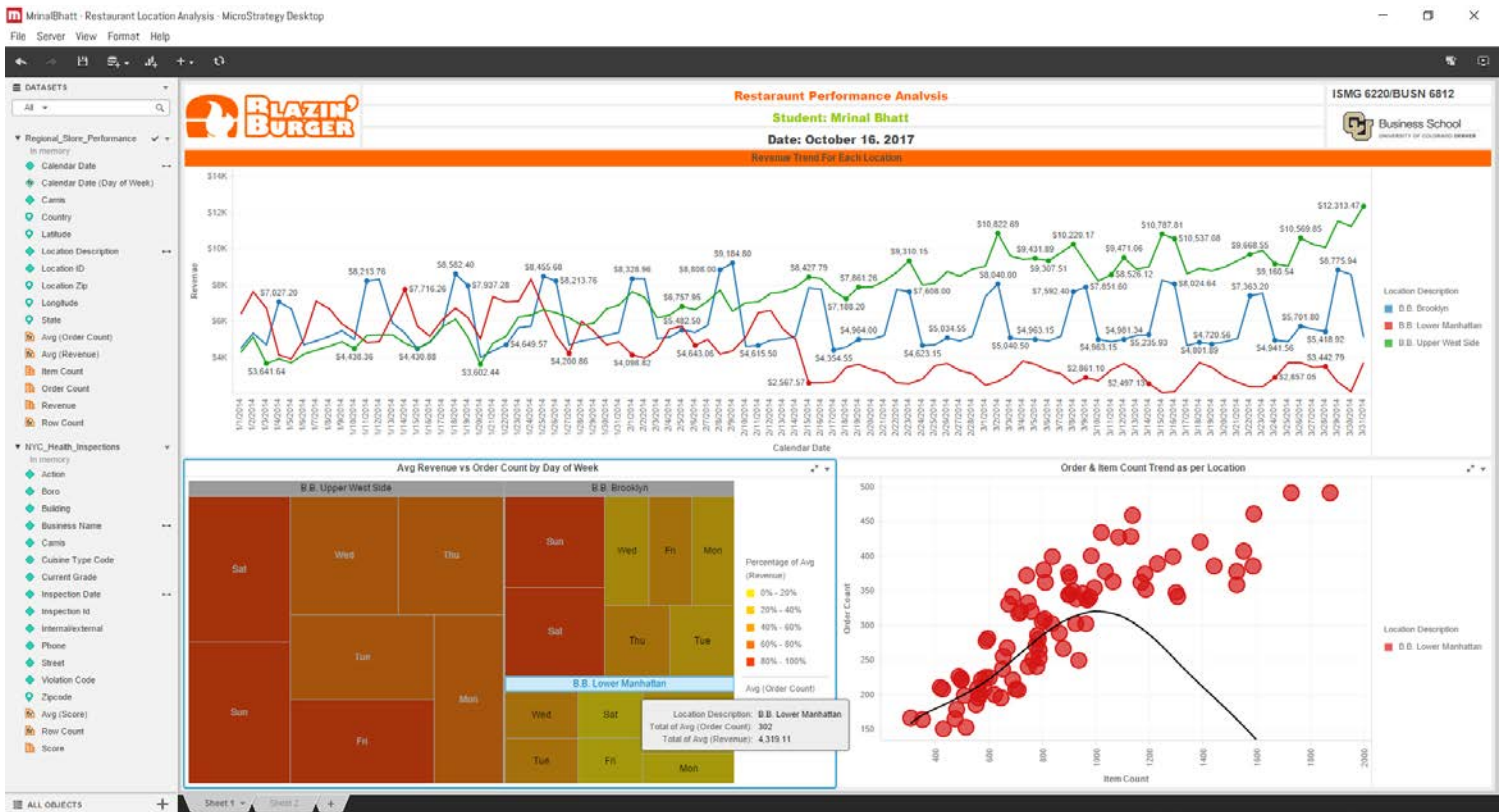 MrinalBhatt - Restaurant Location Analysis - MicroStrategy Desktop
File Server View Format Help
DATASETS
All
Regional_Store_Performance
In memory
Calendar Date
Calendar Date (Day of Week)
Camis
Country
Latitude
Location Description
Location ID
Location Zip
Longitude
State
Avg (Order Count)
Avg (Revenue)
Item Count
Order Count
Revenue
Row Count
NYC_Health_Inspections
In memory
Action
Boro
Building
Business Name
Camis
Cuisine Type Code
Current Grade
Inspection Date
Inspection Id
Internal/external
Phone
Street
Violation Code
Zipcode
Avg (Score)
Row Count
Score
ALL OBJECTS
BLAZIN' BURGER
Restaraunt Performance Analysis
Student: Mrinal Bhatt
Date: October 16. 2017
ISMG 6220/BUSN 6812
Business School
UNIVERSITY OF COLORADO DENVER
Revenue Trend For Each Location
Revenue
$14K
$12K
$10K
$8K
$6K
$4K
$3,641.64
$7,027.20
$4,438.36
$8,213.76
$7,716.26
$4,430.88
$8,582.40
$7,937.28
$3,602.44
$4,649.57
$8,455.68
$8,213.76
$4,200.86
$8,328.96
$4,098.82
$6,757.95
$5,482.50
$4,643.06
$8,808.00
$9,184.80
$4,615.50
$2,567.57
$8,427.79
$7,188.20
$4,354.55
$7,861.26
$4,964.00
$9,310.15
$7,608.00
$4,623.15
$5,034.55
$10,822.69
$8,040.00
$5,040.50
$9,431.89
$4,963.15
$9,307.51
$10,220.17
$7,592.40
$7,851.60
$2,861.10
$4,963.15
$9,471.06
$8,526.12
$4,981.34
$2,497.13
$5,235.93
$10,787.81
$10,537.68
$8,024.64
$4,801.89
$4,720.56
$9,668.55
$7,363.20
$9,160.54
$4,941.56
$2,857.05
$10,569.85
$5,701.80
$5,418.92
$3,442.79
$8,775.94
$12,313.47
Calendar Date
Location Description
B.B. Brooklyn
B.B. Lower Manhattan
B.B. Upper West Side
Avg Revenue vs Order Count by Day of Week
B.B. Upper West Side
Sat
Sun
Wed
Thu
Tue
Fri
Mon
B.B. Brooklyn
Sun
Sat
Wed
Fri
Mon
Thu
Tue
B.B. Lower Manhattan
Wed
Sat
Tue
Fri
Mon
Location Description: B.B. Lower Manhattan
Total of Avg (Order Count): 302
Total of Avg (Revenue): 4,319.11
Percentage of Avg
(Revenue)
0% - 20%
20% - 40%
40% - 60%
60% - 80%
80% - 100%
Avg (Order Count)
Order & Item Count Trend as per Location
Order Count
500
450
400
350
300
250
200
150
400
600
800
1000
1200
1400
1600
1800
2000
Item Count
Location Description
B.B. Lower Manhattan
Sheet 1
Sheet 2